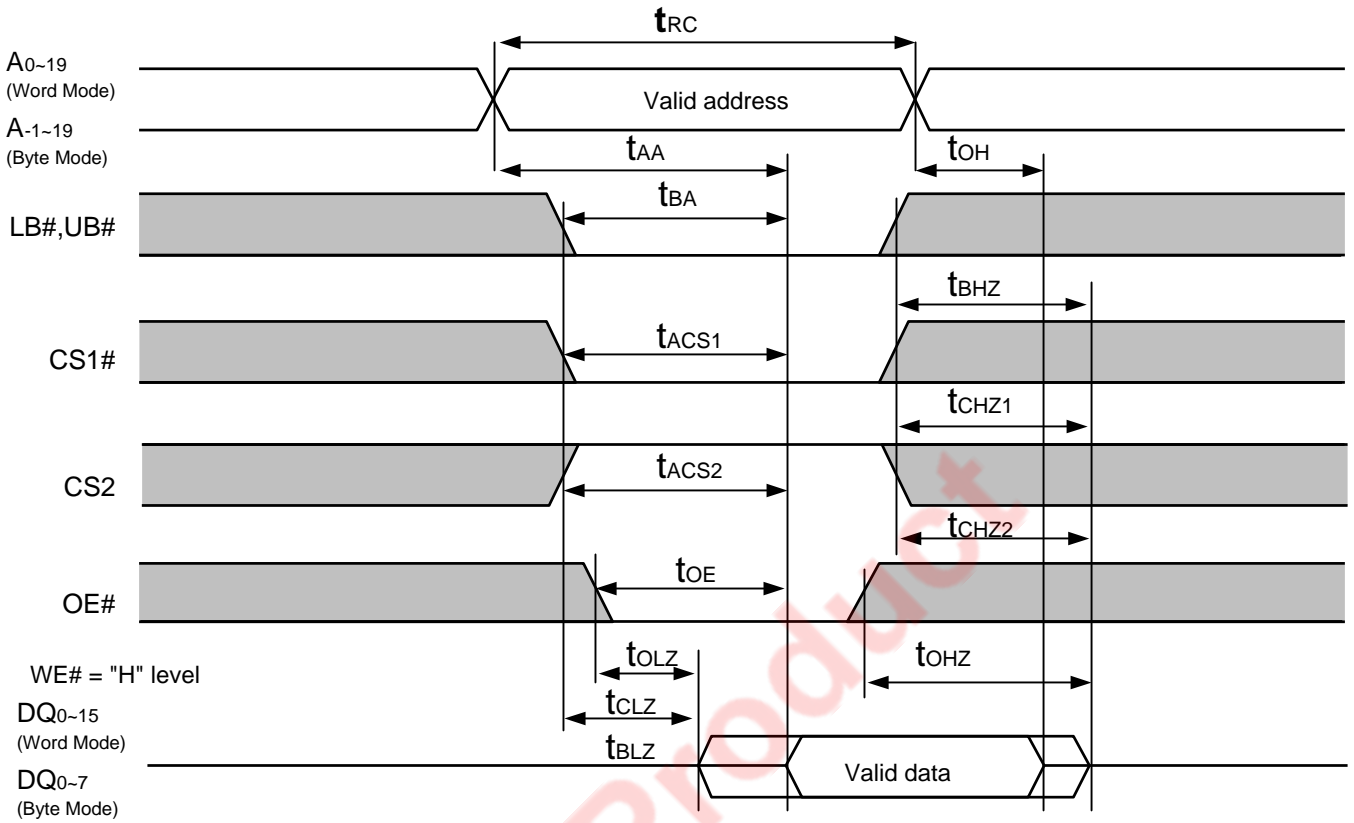 tRC
A0~19
(Word Mode)
Valid address
A-1~19
(Byte Mode)
tAA
tOH
tBA
LB#,UB#
tBHZ
tACS1
CS1#
tCHZ1
tACS2
CS2
tCHZ2
tOE
OE#
tOLZ
tOHZ
WE# = "H" level
tCLZ
DQ0~15
(Word Mode)
tBLZ
Valid data
DQ0~7
(Byte Mode)
Product